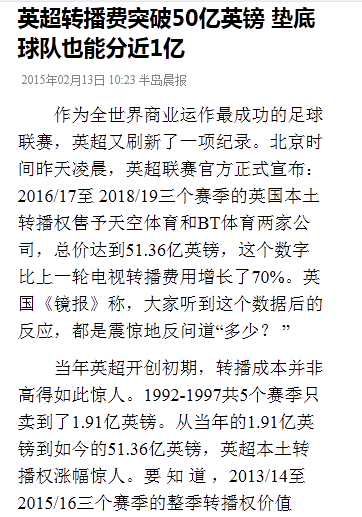 英超转播费突破50亿英镑 垫底
球队也能分近1亿
2015年02月13日 10:23 半岛晨报
作为全世界商业运作最成功的足球
联赛，英超又刷新了一项纪录。北京时
间昨天凌晨，英超联赛官方正式宣布：
2016/17至 2018/19三个赛季的英国本土
转播权售予天空体育和BT体育两家公
司，总价达到51.36亿英镑，这个数字
比上一轮电视转播费用增长了70%。英
国《镜报》称，大家听到这个数据后的
反应，都是震惊地反问道“多少？ ”
当年英超开创初期，转播成本并非
高得如此惊人。1992-1997共5个赛季只
卖到了1.91亿英镑。从当年的1.91亿英
镑到如今的51.36亿英镑，英超本土转
播权涨幅惊人。要 知 道 ，2013/14至
2015/16三个赛季的整季转播权价值